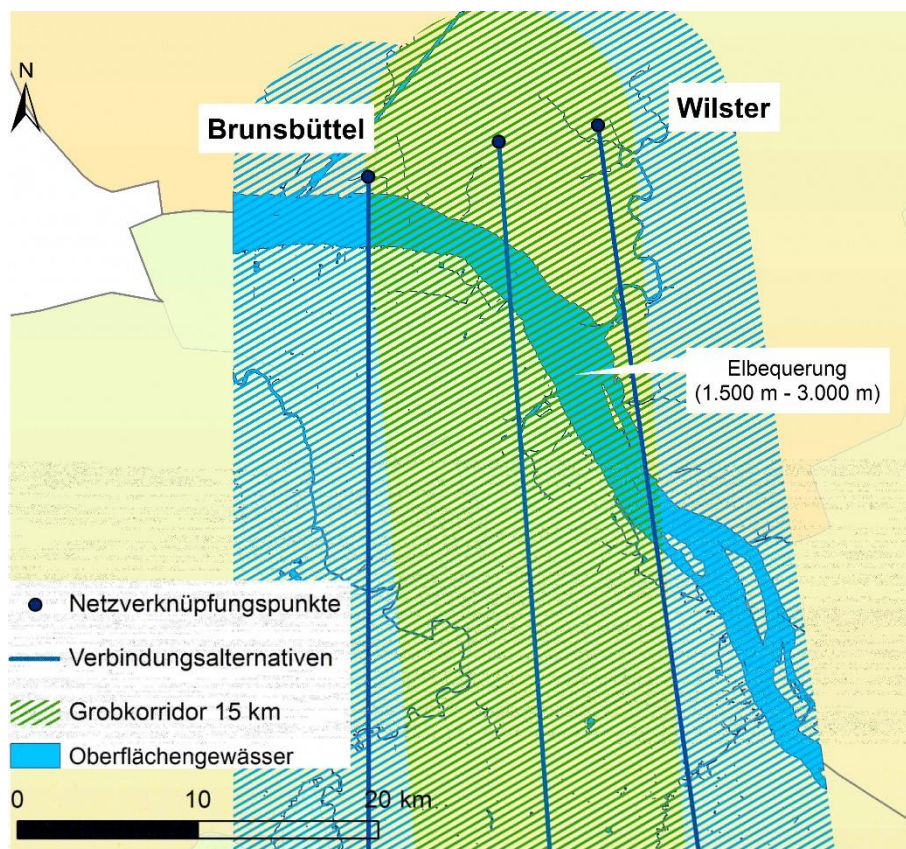 N
Brunsbüttel
Wilster
Elbequerung
(1.500 m - 3.000 m)
Netzverknüpfungspunkte
Verbindungsalternativen
Grobkorridor 15 km
Oberflächengewässer
0 10 20 km